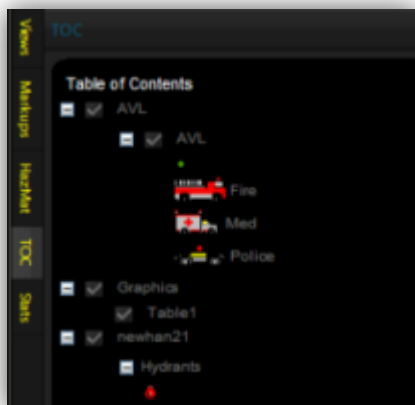 TOC
Views
Markups
HazMat
TOC
Stats
Table of Contents
AVL
AVL
Fire
Med
Police
Graphics
Table1
newhan21
Hydrants